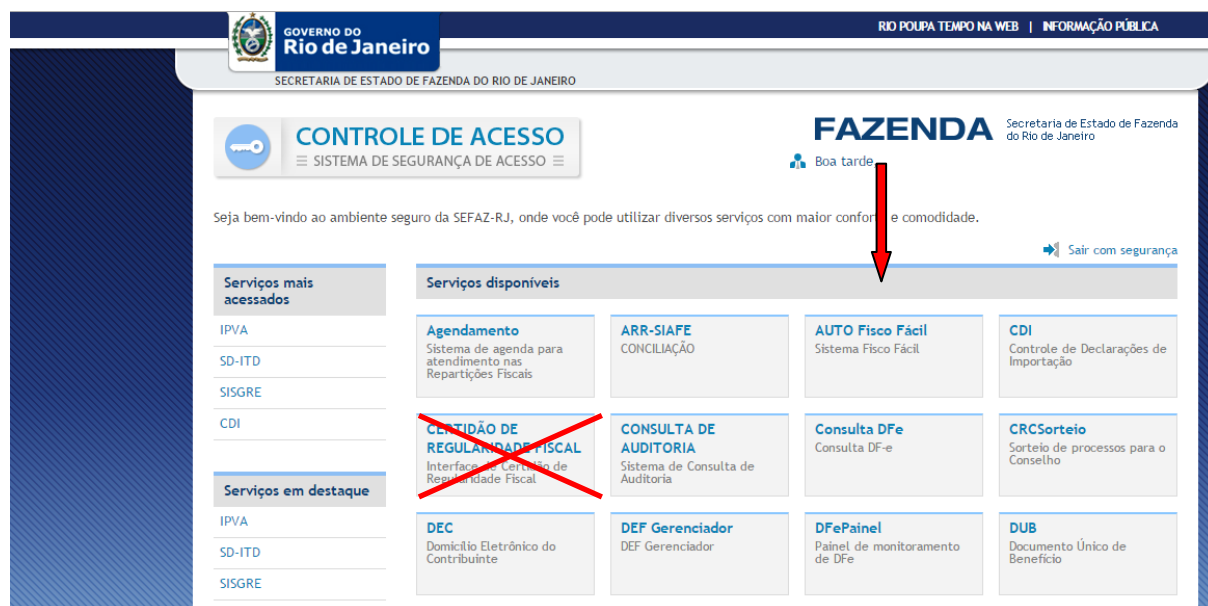 GOVERNO DO
Rio de Janeiro
RIO POUPA TEMPO NA WEB | INFORMAÇÃO PÚBLICA
SECRETARIA DE ESTADO DE FAZENDA DO RIO DE JANEIRO
CONTROLE DE ACESSO
SISTEMA DE SEGURANÇA DE ACESSO
FAZENDA
Secretaria de Estado de Fazenda
do Rio de Janeiro
Boa tarde
Seja bem-vindo ao ambiente seguro da SEFAZ-RJ, onde você pode utilizar diversos serviços com maior conforto e comodidade.
Sair com segurança
Serviços mais
acessados
IPVA
SD-ITD
SISGRE
CDI
Serviços em destaque
IPVA
SD-ITD
SISGRE
Serviços disponíveis
Agendamento
Sistema de agenda para
atendimento nas
Repartições Fiscais
ARR-SIAFE
CONCILIAÇÃO
AUTO Fisco Fácil
Sistema Fisco Fácil
CDI
Controle de Declarações de
Importação
CERTIDÃO DE
REGULARIDADE FISCAL
Interface de Certidão de
Regularidade Fiscal
CONSULTA DE
AUDITORIA
Sistema de Consulta de
Auditoria
Consulta DFe
Consulta DF-e
CRCSorteio
Sorteio de processos para o
Conselho
DEC
Domicílio Eletrônico do
Contribuinte
DEF Gerenciador
DEF Gerenciador
DFePainel
Painel de monitoramento
de DFe
DUB
Documento Único de
Benefício